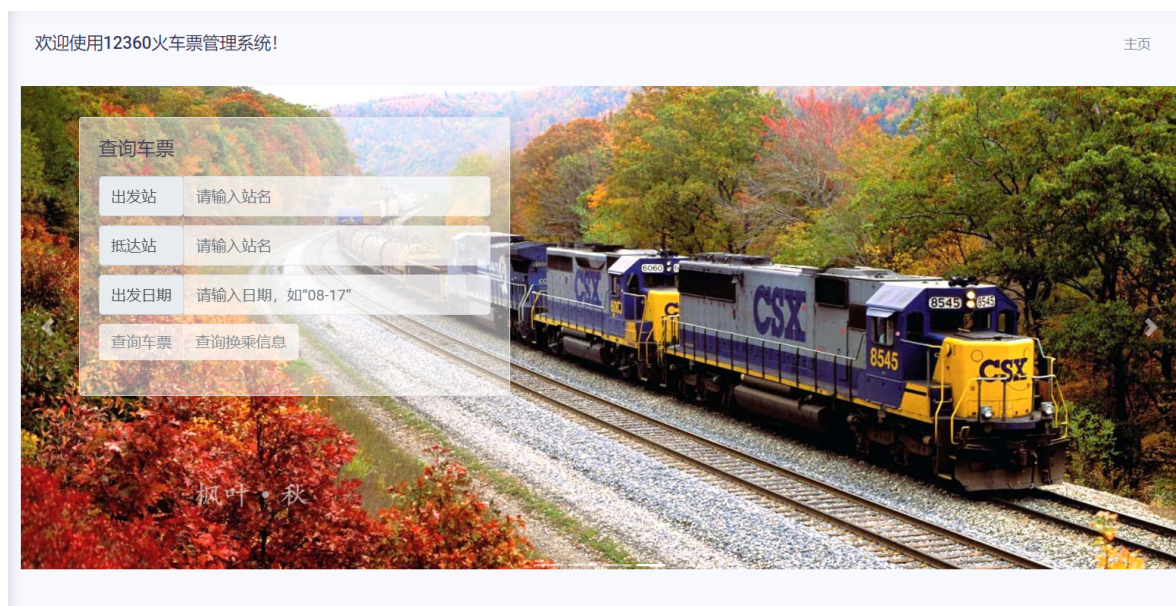 欢迎使用12360火车票管理系统!
主页
查询车票
出发站 请输入站名
抵达站 请输入站名
出发日期 请输入日期，如“08-17”
查询车票 查询换乘信息
6060
CSX
8545 8545
CSX
8545
CSX
枫叶·秋